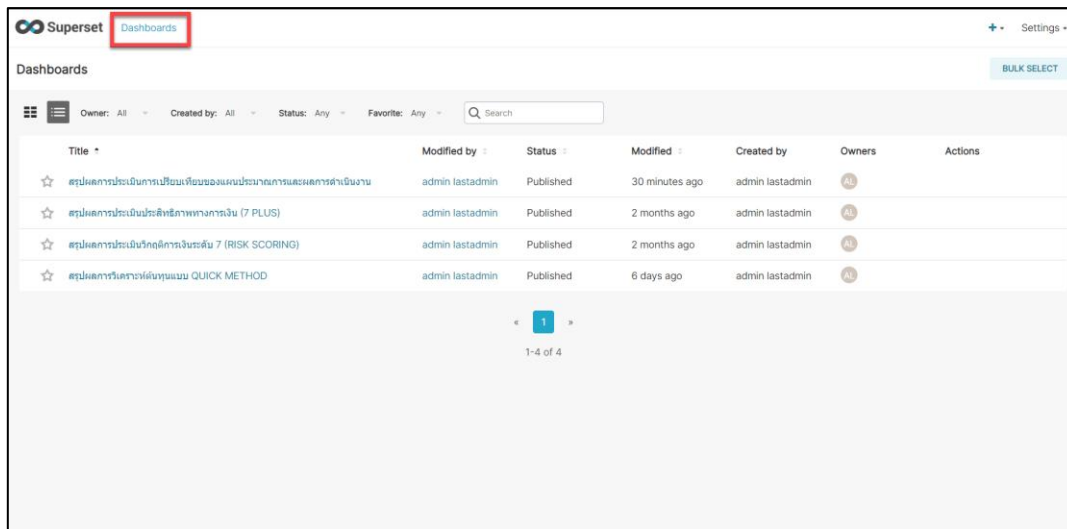 Superset Dashboards + Settings
Dashboards BULK SELECT
Owner: All Created by: All Status: Any Favorite: Any Search
Title Modified by Status Modified Created by Owners Actions
สรุปผลการประเมินการเปรียบเทียบของแผนประมาณการและผลการดำเนินงาน admin lastadmin Published 30 minutes ago admin lastadmin AL
สรุปผลการประเมินประสิทธิภาพทางการเงิน (7 PLUS) admin lastadmin Published 2 months ago admin lastadmin AL
สรุปผลการประเมินวิกฤติการเงินระดับ 7 (RISK SCORING) admin lastadmin Published 2 months ago admin lastadmin AL
สรุปผลการวิเคราะห์ต้นทุนแบบ QUICK METHOD admin lastadmin Published 6 days ago admin lastadmin AL
« 1 »
1-4 of 4